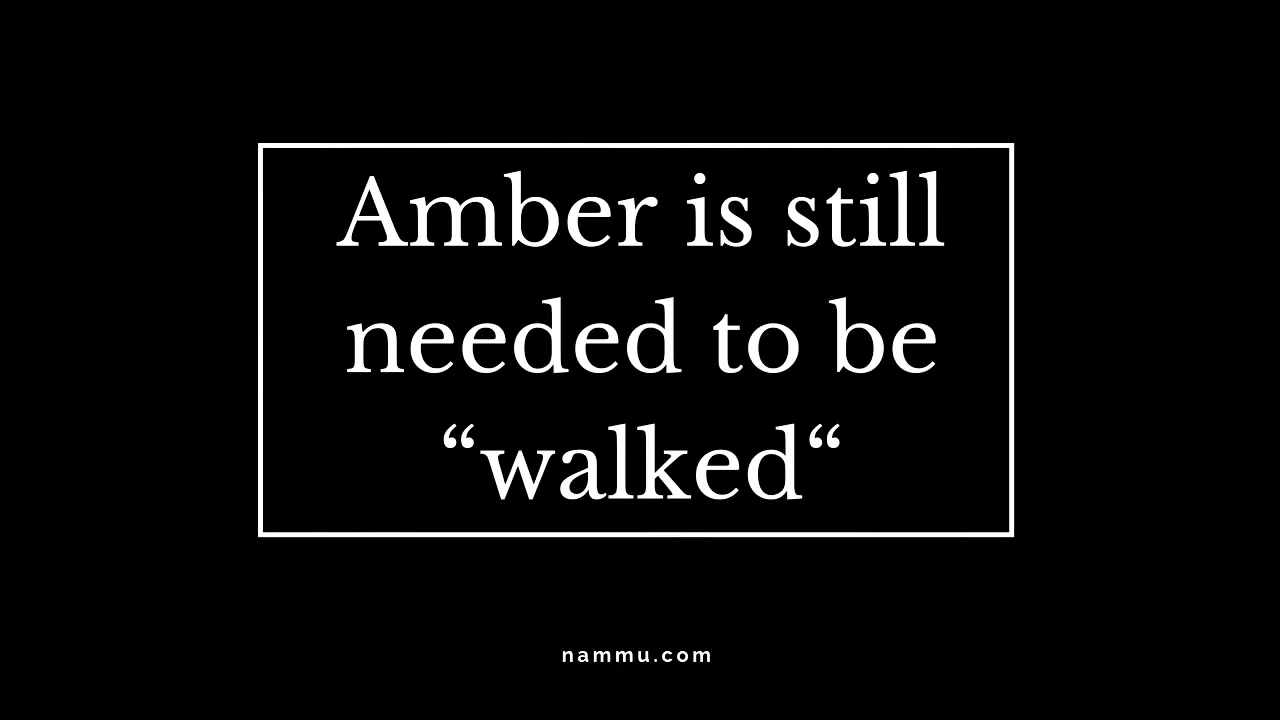 Amber is still
needed to be
“walked“
nammu.com